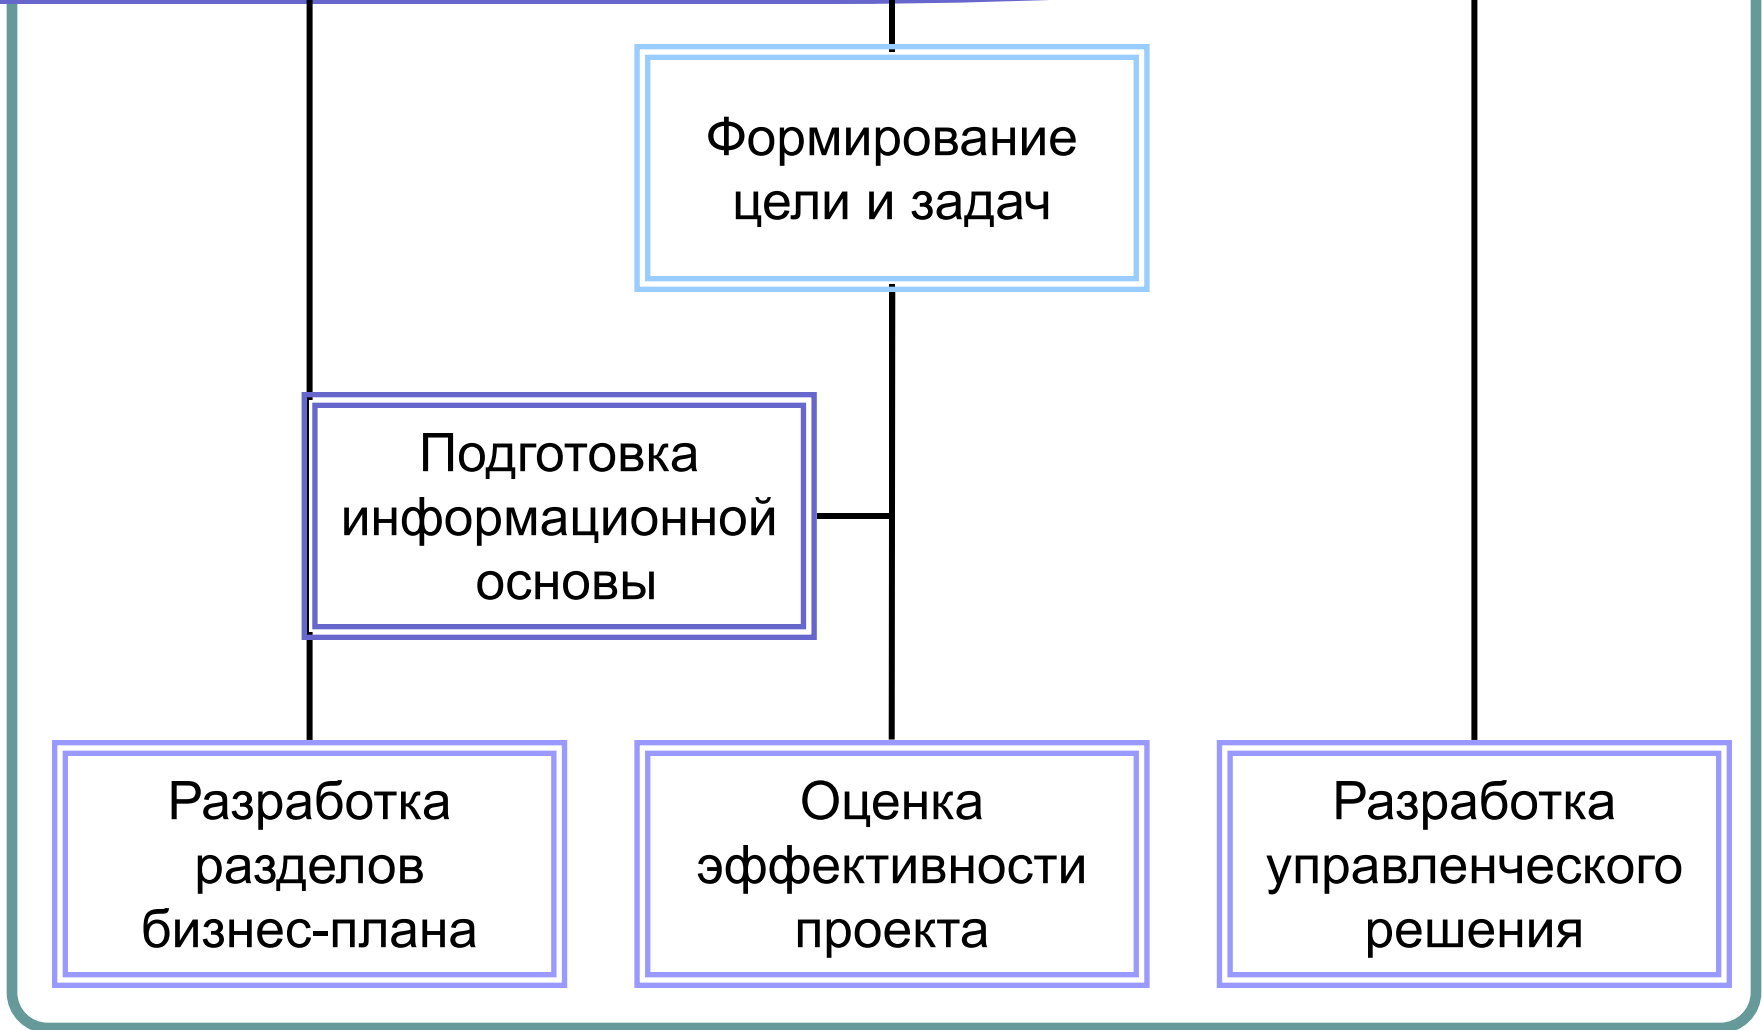 Формирование
цели и задач
Подготовка
информационной
основы
Разработка
разделов
бизнес-плана
Оценка
эффективности
проекта
Разработка
управленческого
решения